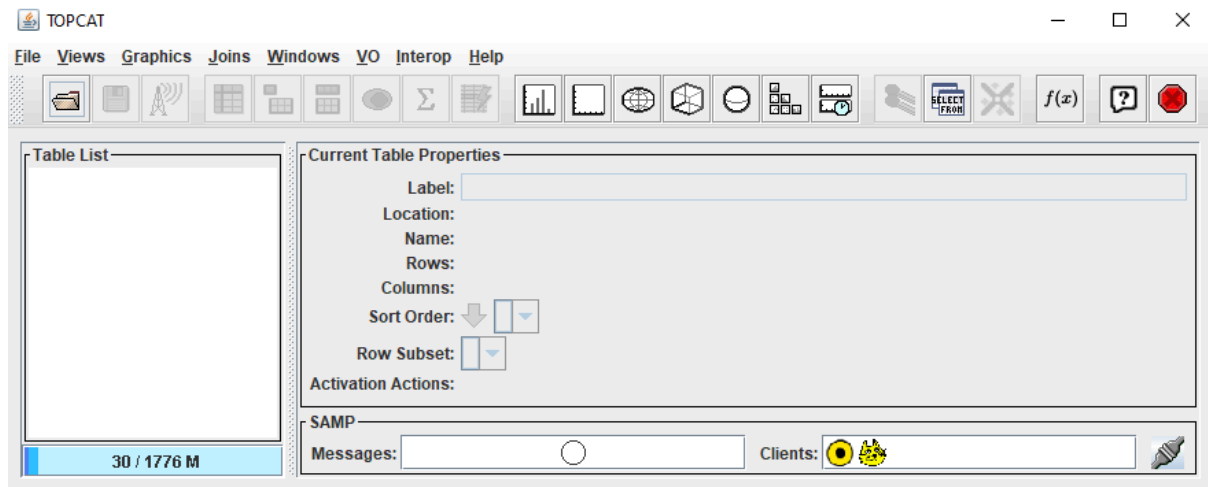 TOPCAT
File Views Graphics Joins Windows VO Interop Help
Σ SELECT FROM f(x) ?
Table List
Current Table Properties
Label:
Location:
Name:
Rows:
Columns:
Sort Order:
Row Subset:
Activation Actions:
SAMP
Messages: Clients:
30 / 1776 M